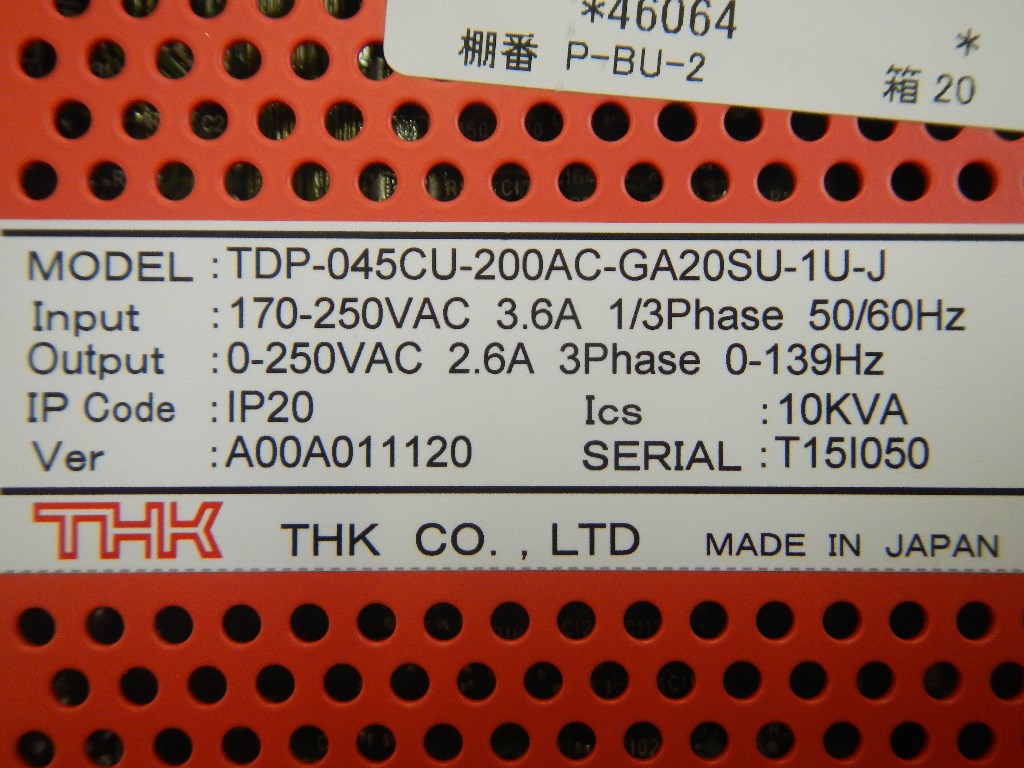 *46064 *
棚番 P-BU-2
箱 20
MODEL :TDP-045CU-200AC-GA20SU-1U-J
Input :170-250VAC 3.6A 1/3Phase 50/60Hz
Output :0-250VAC 2.6A 3Phase 0-139Hz
IP Code :IP20 Ics :10KVA
Ver :A00A011120 SERIAL :T15I050
THK THK CO.,LTD MADE IN JAPAN